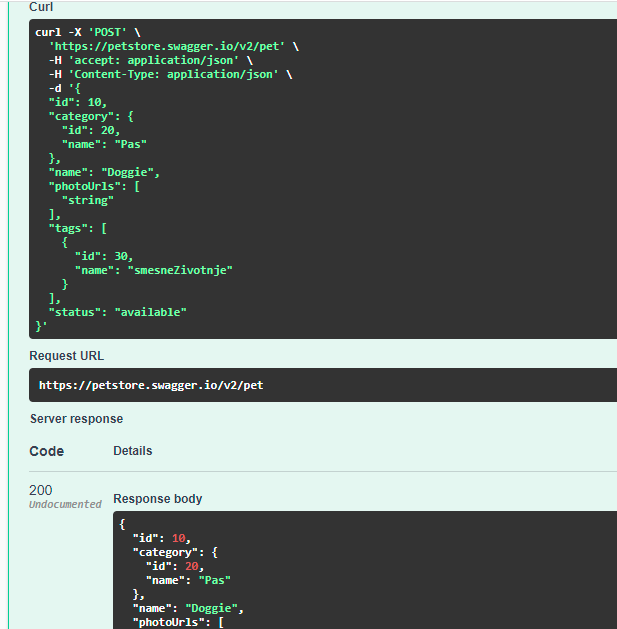 Curl
curl -X 'POST' \
  'https://petstore.swagger.io/v2/pet' \
  -H 'accept: application/json' \
  -H 'Content-Type: application/json' \
  -d '{
  "id": 10,
  "category": {
    "id": 20,
    "name": "Pas"
  },
  "name": "Doggie",
  "photoUrls": [
    "string"
  ],
  "tags": [
    {
      "id": 30,
      "name": "smesneZivotnje"
    }
  ],
  "status": "available"
}'
Request URL
https://petstore.swagger.io/v2/pet
Server response
Code Details
200
Undocumented
Response body
{
  "id": 10,
  "category": {
    "id": 20,
    "name": "Pas"
  },
  "name": "Doggie",
  "photoUrls": [